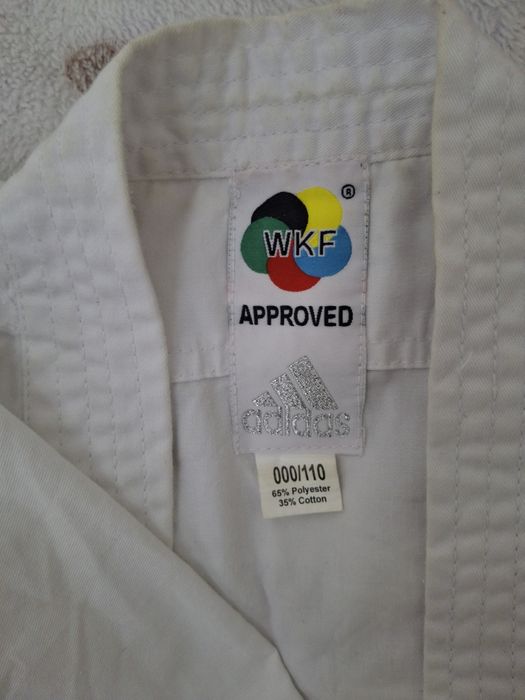 ®
WKF
APPROVED
adidas
000/110
65% Polyester
35% Cotton